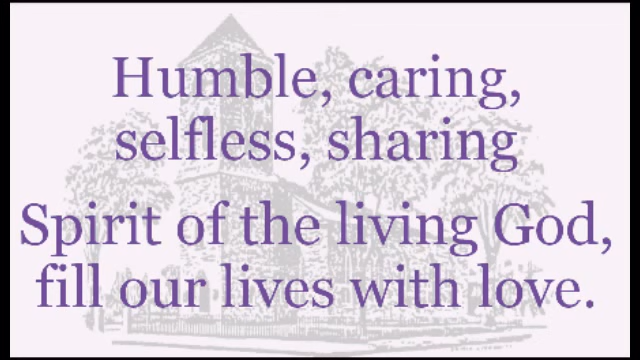 Humble, caring,
selfless, sharing
Spirit of the living God,
fill our lives with love.